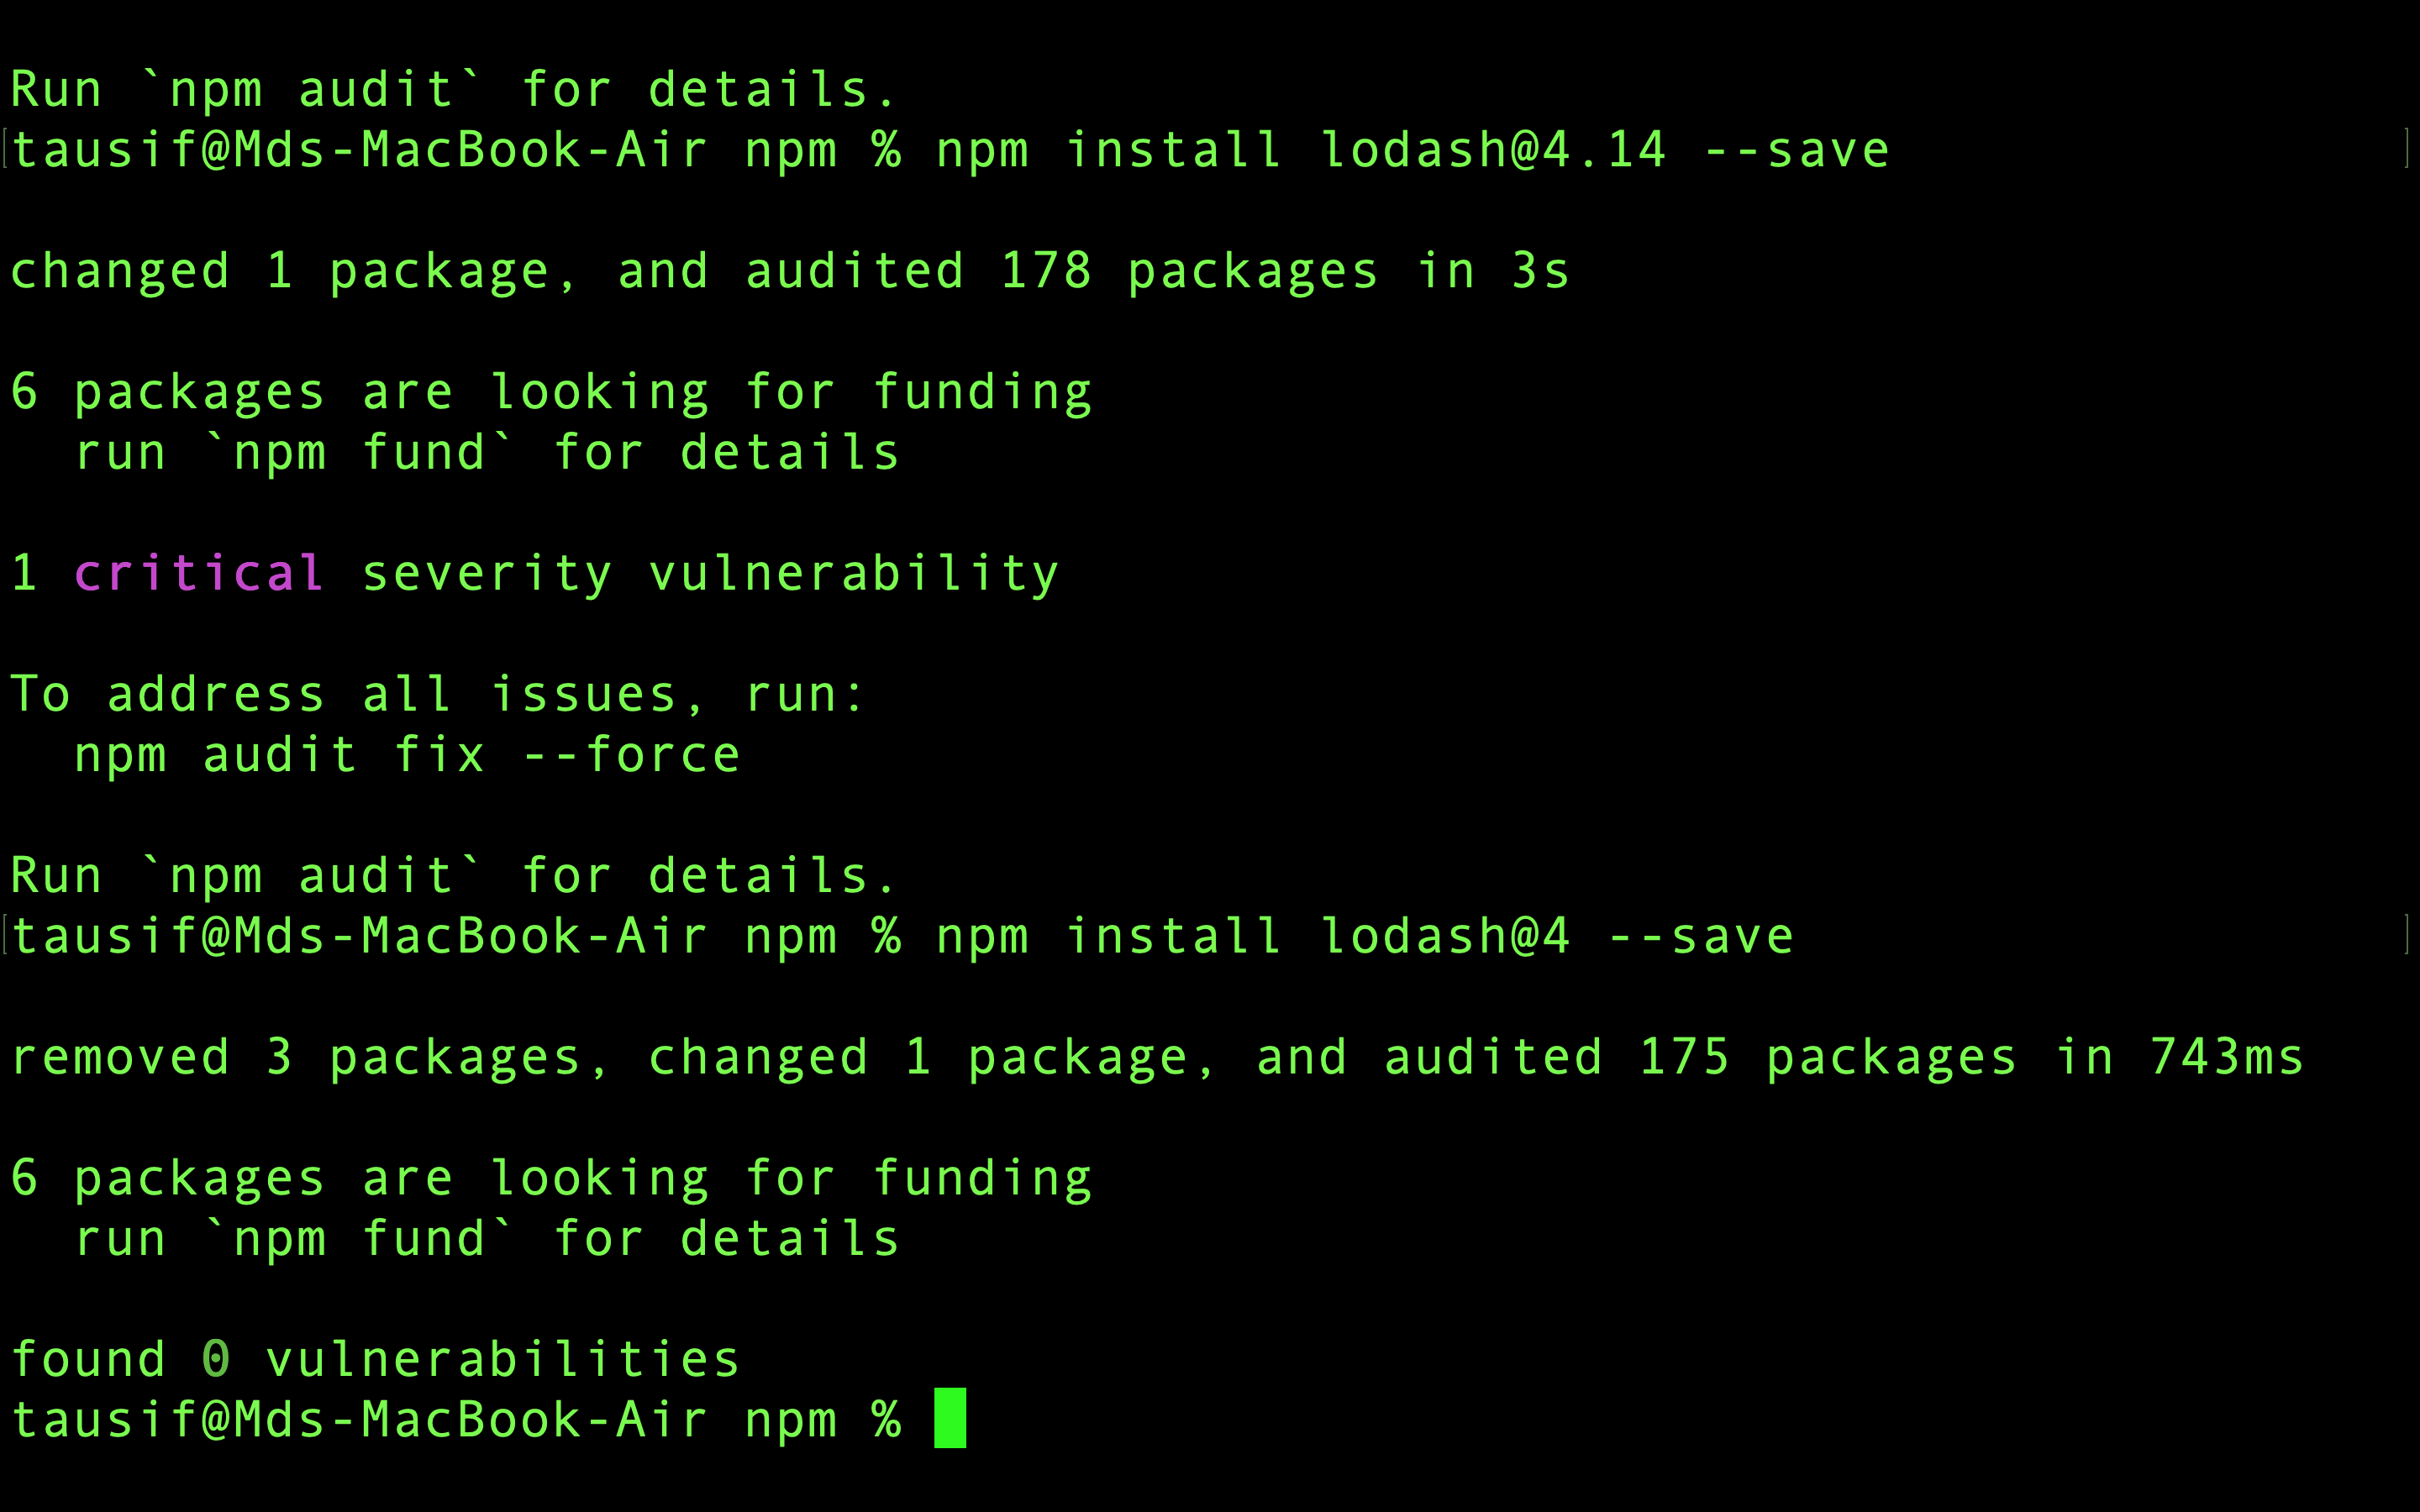 Run `npm audit` for details.
[tausif@Mds-MacBook-Air npm % npm install lodash@4.14 --save ]
changed 1 package, and audited 178 packages in 3s
6 packages are looking for funding
  run `npm fund` for details
1 critical severity vulnerability
To address all issues, run:
  npm audit fix --force
Run `npm audit` for details.
[tausif@Mds-MacBook-Air npm % npm install lodash@4 --save ]
removed 3 packages, changed 1 package, and audited 175 packages in 743ms
6 packages are looking for funding
  run `npm fund` for details
found 0 vulnerabilities
tausif@Mds-MacBook-Air npm %